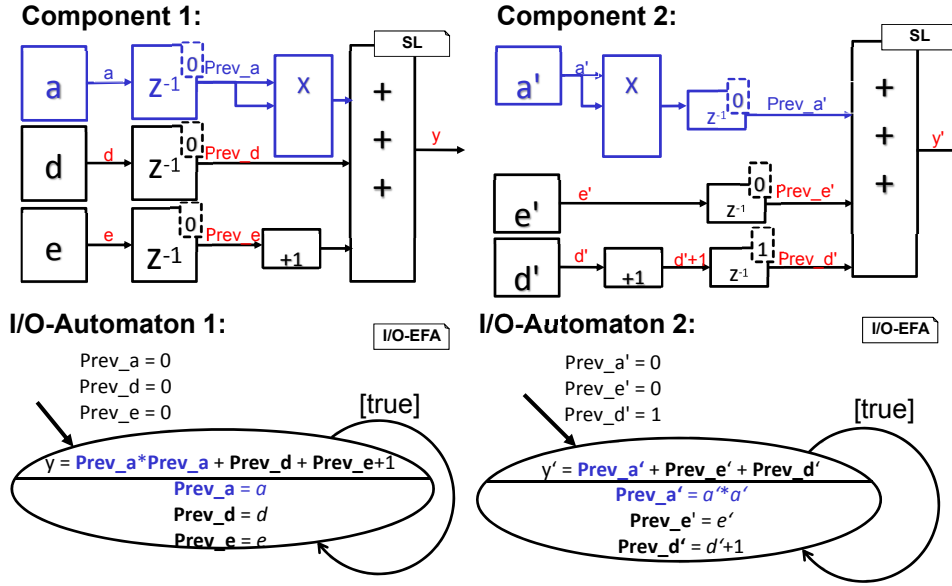 Component 1:
SL
a
a
Z-1
0
Prev_a
X
+
+
+
y
d
d
Z-1
0
Prev_d
e
e
Z-1
0
Prev_e
+1
Component 2:
SL
a'
a'
X
z-1
0
Prev_a'
+
+
+
y'
e'
e'
z-1
0
Prev_e'
d'
d'
+1
d'+1
z-1
1
Prev_d'
I/O-Automaton 1:
I/O-EFA
Prev_a = 0
Prev_d = 0
Prev_e = 0
[true]
y = Prev_a*Prev_a + Prev_d + Prev_e+1
Prev_a = a
Prev_d = d
Prev_e = e
I/O-Automaton 2:
I/O-EFA
Prev_a' = 0
Prev_e' = 0
Prev_d' = 1
[true]
y‘ = Prev_a‘ + Prev_e‘ + Prev_d‘
Prev_a‘ = a‘*a‘
Prev_e' = e‘
Prev_d‘ = d‘+1